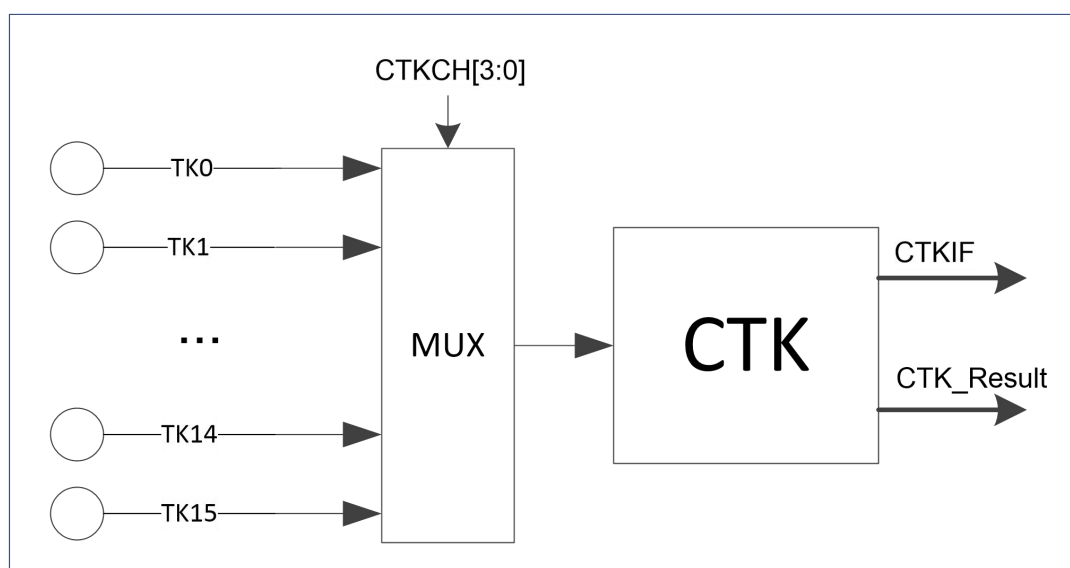 CTKCH[3:0]
TK0
TK1
...
TK14
TK15
MUX
CTK
CTKIF
CTK_Result